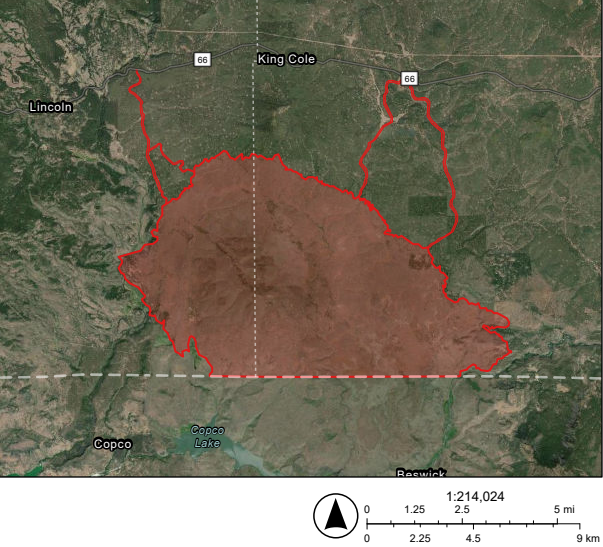 66
King Cole
66
Lincoln
Copco
Lake
Copco
Beswick
1:214,024
0 1.25 2.5 5 mi
0 2.25 4.5 9 km